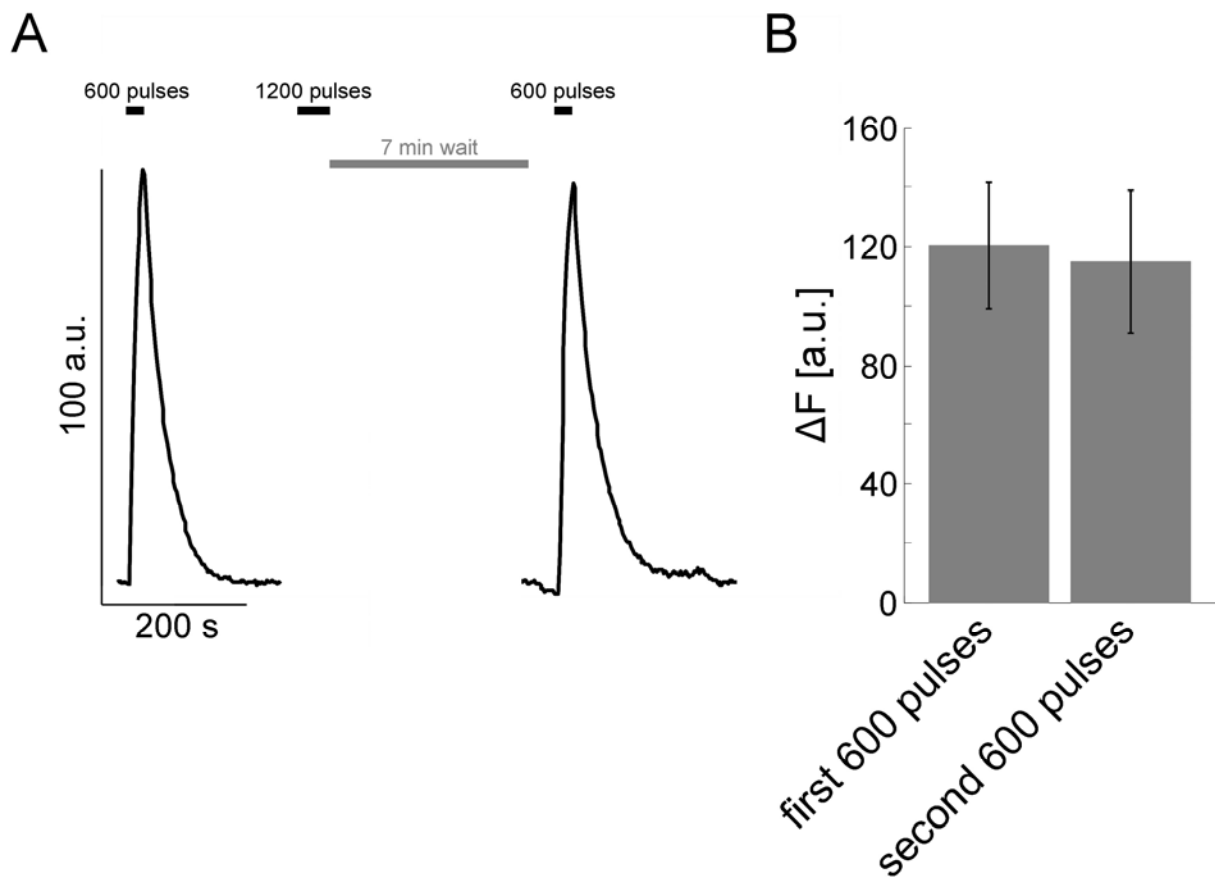 A
600 pulses
1200 pulses
600 pulses
7 min wait
100 a.u.
200 s
B
160
120
80
40
0
ΔF [a.u.]
first 600 pulses
second 600 pulses